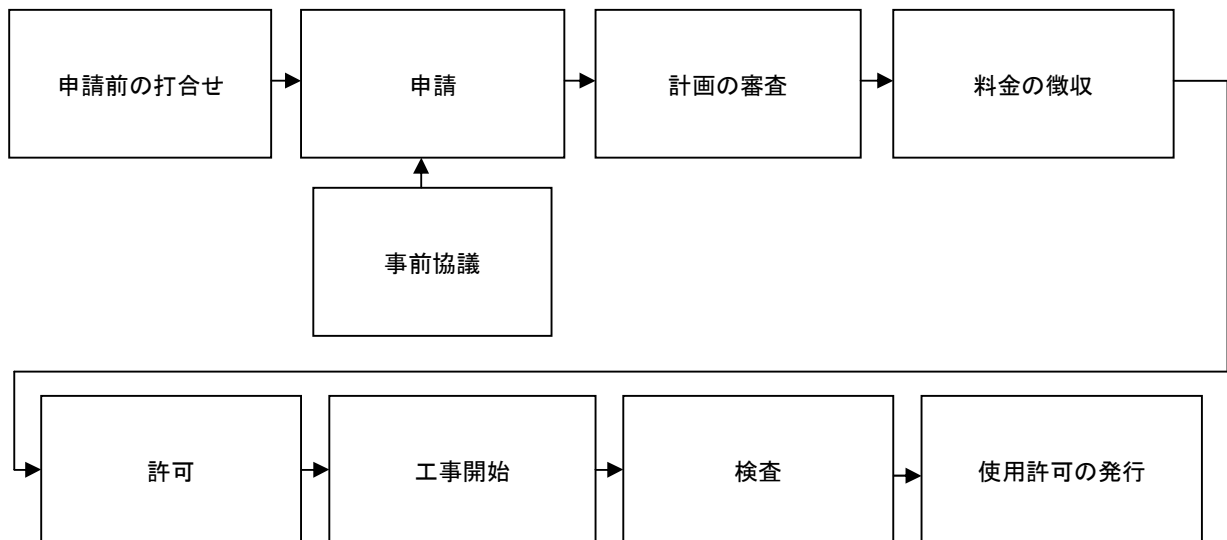 申請前の打合せ
申請
計画の審査
料金の徴収
事前協議
許可
工事開始
検査
使用許可の発行